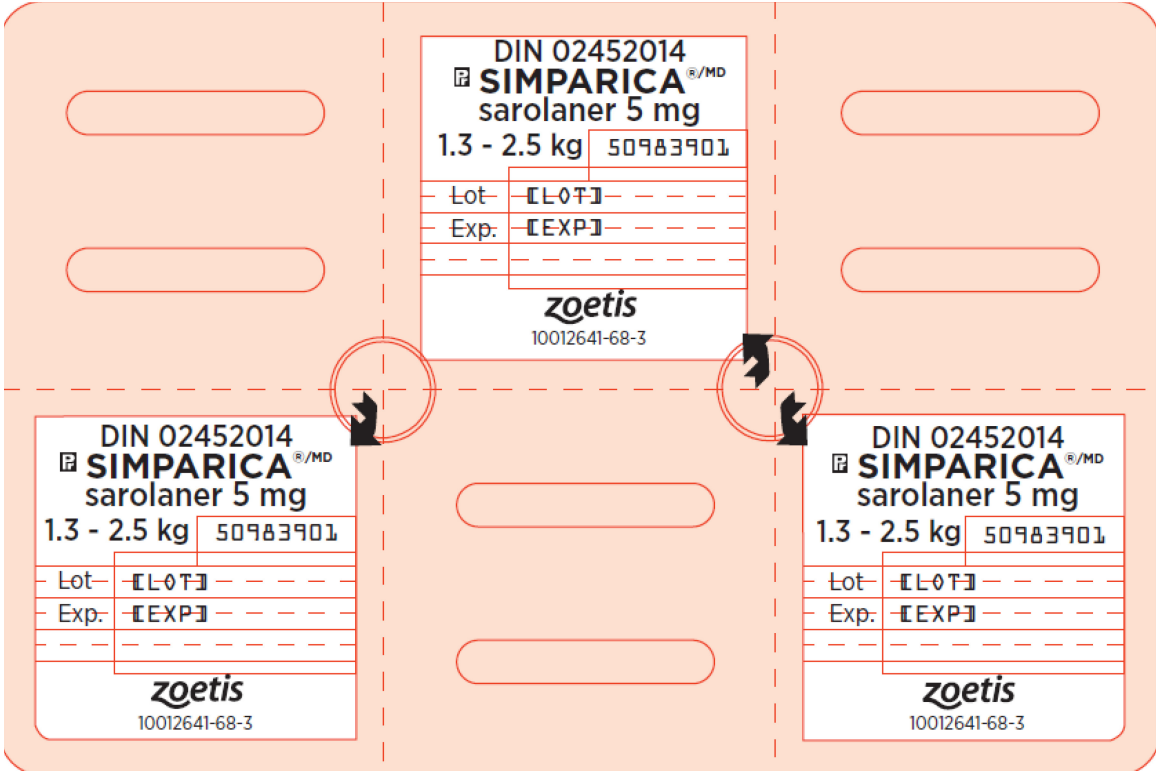 DIN 02452014
Pr SIMPARICA®/MD
sarolaner 5 mg
1.3 - 2.5 kg 50983901
Lot [LOT]
Exp. [EXP]
zoetis
10012641-68-3
DIN 02452014
Pr SIMPARICA®/MD
sarolaner 5 mg
1.3 - 2.5 kg 50983901
Lot [LOT]
Exp. [EXP]
zoetis
10012641-68-3
DIN 02452014
Pr SIMPARICA®/MD
sarolaner 5 mg
1.3 - 2.5 kg 50983901
Lot [LOT]
Exp. [EXP]
zoetis
10012641-68-3